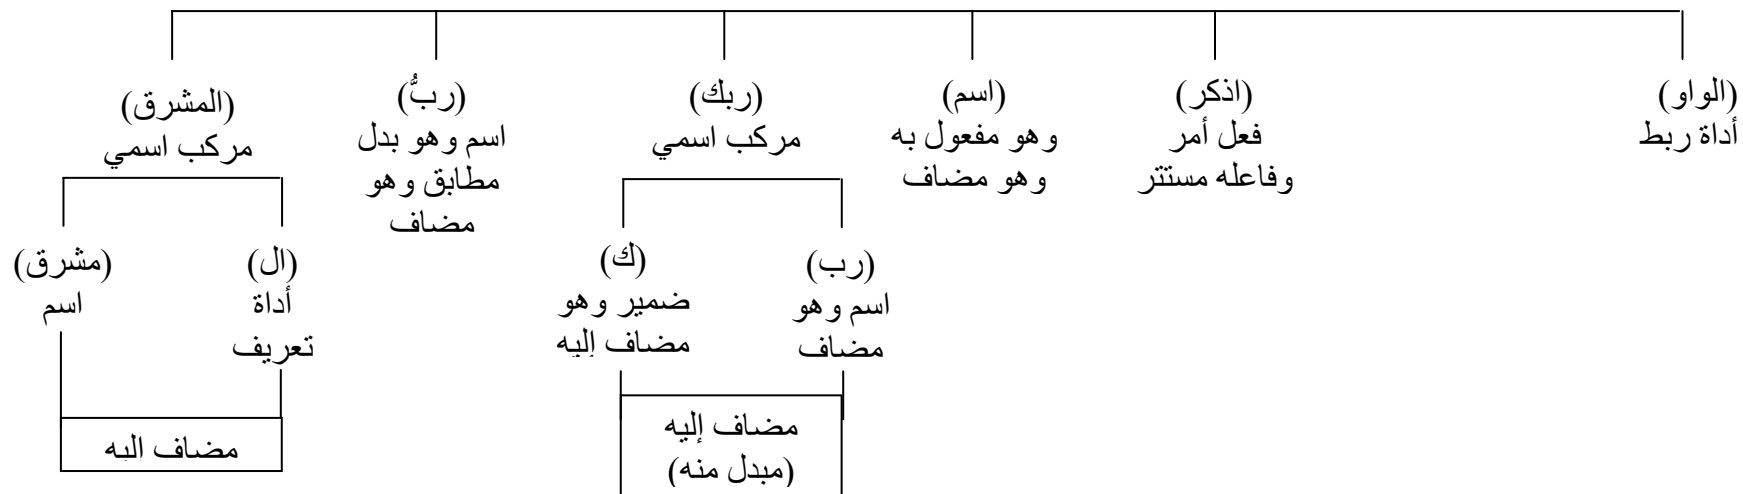 (الواو)
أداة ربط
(اذكر)
فعل أمر
وفاعله مستتر
(اسم)
وهو مفعول به
وهو مضاف
(ربك)
مركب اسمي
(ربُّ)
اسم وهو بدل
مطابق وهو
مضاف
(المشرق)
مركب اسمي
(رب)
اسم وهو
مضاف
(ك)
ضمير وهو
مضاف إليه
(ال)
أداة
تعريف
(مشرق)
اسم
مضاف إليه
(مبدل منه)
مضاف إليه